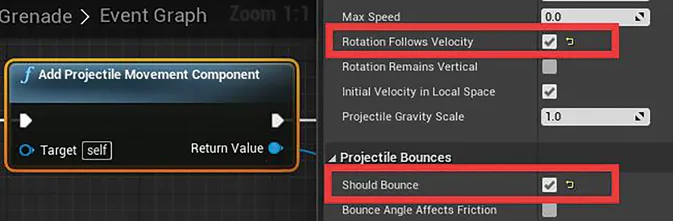 Grenade > Event Graph Zoom 1:1
f Add Projectile Movement Component
Target self Return Value
Max Speed 0.0
Rotation Follows Velocity
Rotation Remains Vertical
Initial Velocity in Local Space
Projectile Gravity Scale 1.0
Projectile Bounces
Should Bounce
Bounce Angle Affects Friction